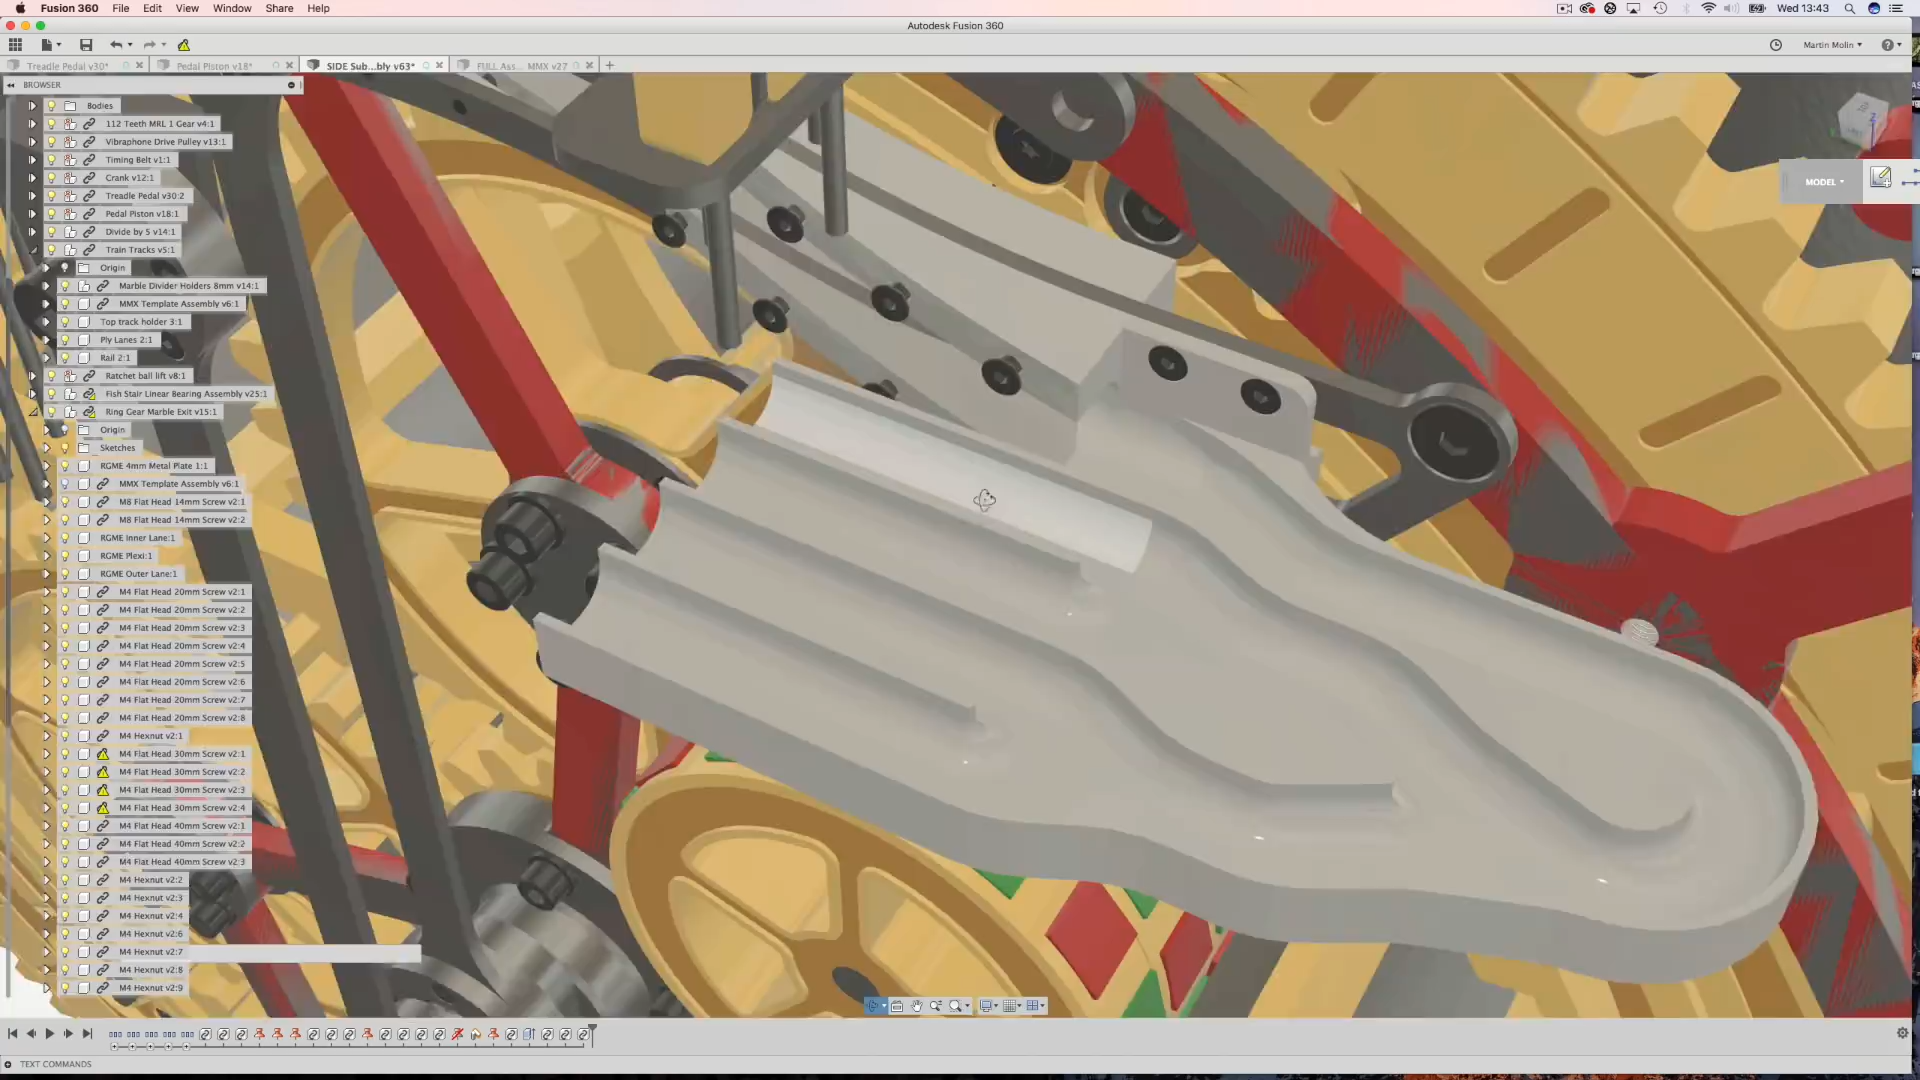 Fusion 360 File Edit View Window Share Help Wed 13:43
Autodesk Fusion 360
Martin Molin
Treadle Pedal v30* Pedal Piston v18* SIDE Sub...bly v63* FULL Ass... MMX v27
BROWSER
Bodies
112 Teeth MRL 1 Gear v4:1
Vibraphone Drive Pulley v13:1
Timing Belt v1:1
Crank v12:1
Treadle Pedal v30:2
MODEL
Pedal Piston v18:1
Divide by 5 v14:1
Train Tracks v5:1
Origin
Marble Divider Holders 8mm v14:1
MMX Template Assembly v6:1
Top track holder 3:1
Ply Lanes 2:1
Rail 2:1
Ratchet ball lift v8:1
Fish Stair Linear Bearing Assembly v25:1
Ring Gear Marble Exit v15:1
Origin
Sketches
RGME 4mm Metal Plate 1:1
MMX Template Assembly v6:1
M8 Flat Head 14mm Screw v2:1
M8 Flat Head 14mm Screw v2:2
RGME Inner Lane:1
RGME Plexi:1
RGME Outer Lane:1
M4 Flat Head 20mm Screw v2:1
M4 Flat Head 20mm Screw v2:2
M4 Flat Head 20mm Screw v2:3
M4 Flat Head 20mm Screw v2:4
M4 Flat Head 20mm Screw v2:5
M4 Flat Head 20mm Screw v2:6
M4 Flat Head 20mm Screw v2:7
M4 Flat Head 20mm Screw v2:8
M4 Hexnut v2:1
M4 Flat Head 30mm Screw v2:1
M4 Flat Head 30mm Screw v2:2
M4 Flat Head 30mm Screw v2:3
M4 Flat Head 30mm Screw v2:4
M4 Flat Head 40mm Screw v2:1
M4 Flat Head 40mm Screw v2:2
M4 Flat Head 40mm Screw v2:3
M4 Hexnut v2:2
M4 Hexnut v2:3
M4 Hexnut v2:4
M4 Hexnut v2:6
M4 Hexnut v2:7
M4 Hexnut v2:8
M4 Hexnut v2:9
TEXT COMMANDS